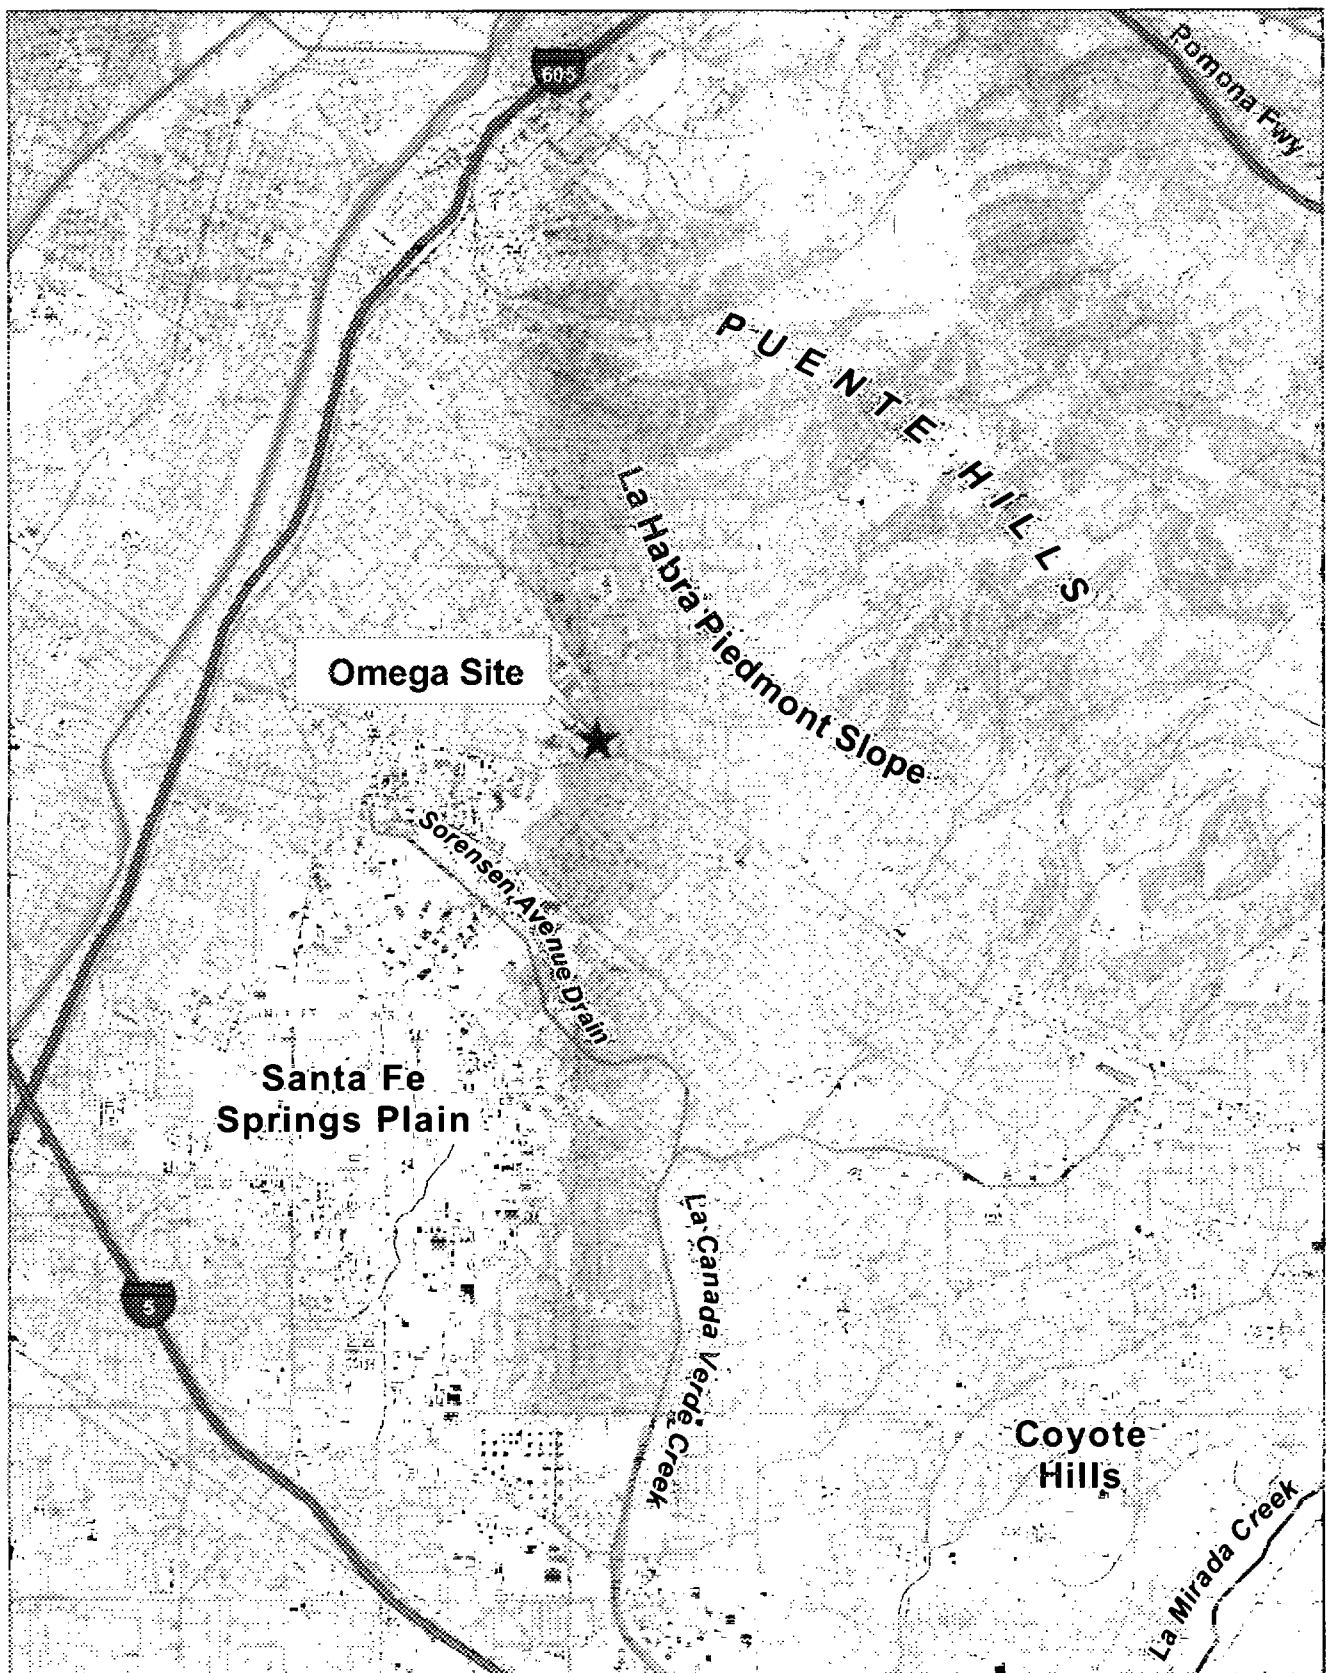 605
Pomona Fwy
PUENTE HILLS
La Habra Piedmont Slope
Omega Site
Sorensen Avenue Drain
Santa Fe
Springs Plain
La Canada Verde Creek
5
Coyote
Hills
La Mirada Creek